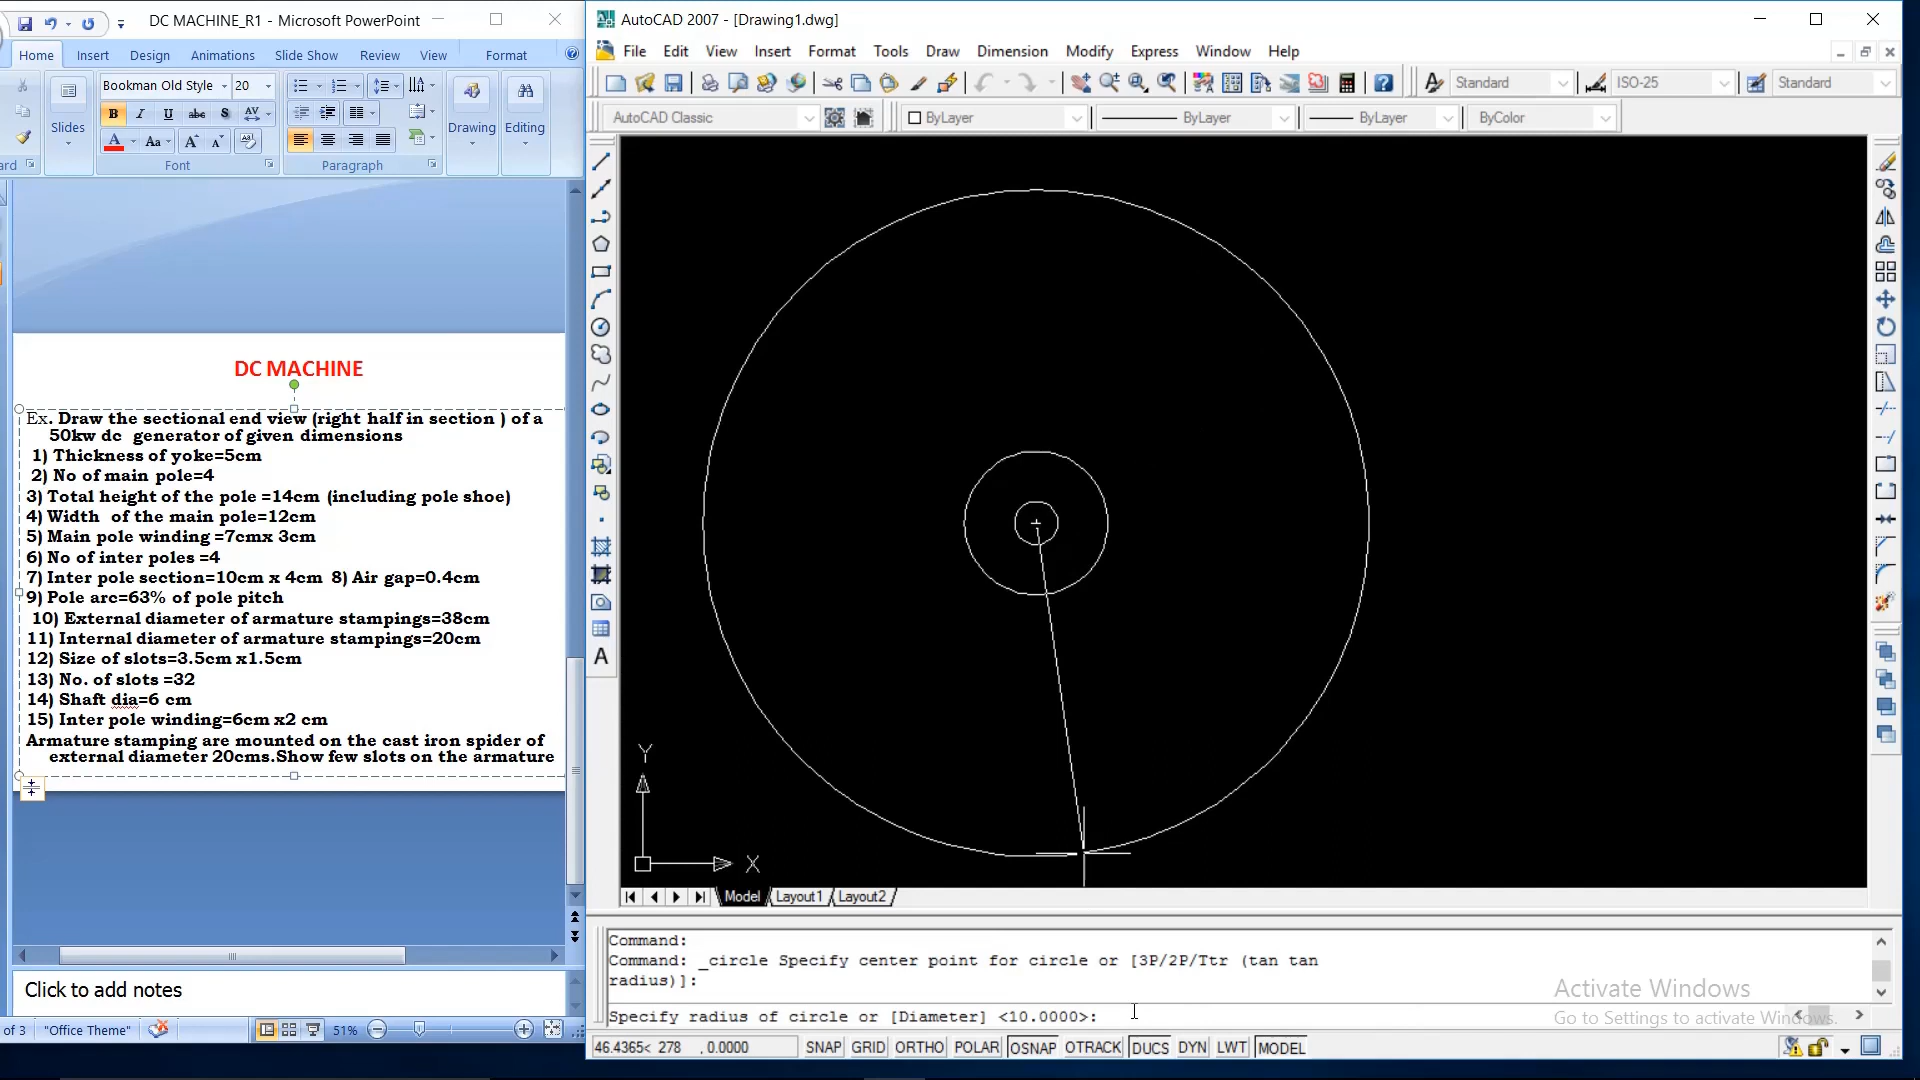 DC MACHINE_R1 - Microsoft PowerPoint
Home Insert Design Animations Slide Show Review View Format
Bookman Old Style 20
B I U abc S AV
A Aa A A
Slides
Drawing
Editing
ard Font Paragraph
DC MACHINE
Ex. Draw the sectional end view (right half in section ) of a
50kw dc generator of given dimensions
1) Thickness of yoke=5cm
2) No of main pole=4
3) Total height of the pole =14cm (including pole shoe)
4) Width of the main pole=12cm
5) Main pole winding =7cmx 3cm
6) No of inter poles =4
7) Inter pole section=10cm x 4cm 8) Air gap=0.4cm
9) Pole arc=63% of pole pitch
10) External diameter of armature stampings=38cm
11) Internal diameter of armature stampings=20cm
12) Size of slots=3.5cm x1.5cm
13) No. of slots =32
14) Shaft dia=6 cm
15) Inter pole winding=6cm x2 cm
Armature stamping are mounted on the cast iron spider of
external diameter 20cms.Show few slots on the armature
Click to add notes
of 3 "Office Theme" 51%
AutoCAD 2007 - [Drawing1.dwg]
File Edit View Insert Format Tools Draw Dimension Modify Express Window Help
Standard ISO-25 Standard
AutoCAD Classic ByLayer ByLayer ByLayer ByColor
A
Y
X
Model Layout1 Layout2
Command:
Command: _circle Specify center point for circle or [3P/2P/Ttr (tan tan
radius)]:
Specify radius of circle or [Diameter] <10.0000>:
Activate Windows
Go to Settings to activate Windows.
46.4365< 278 , 0.0000 SNAP GRID ORTHO POLAR OSNAP OTRACK DUCS DYN LWT MODEL